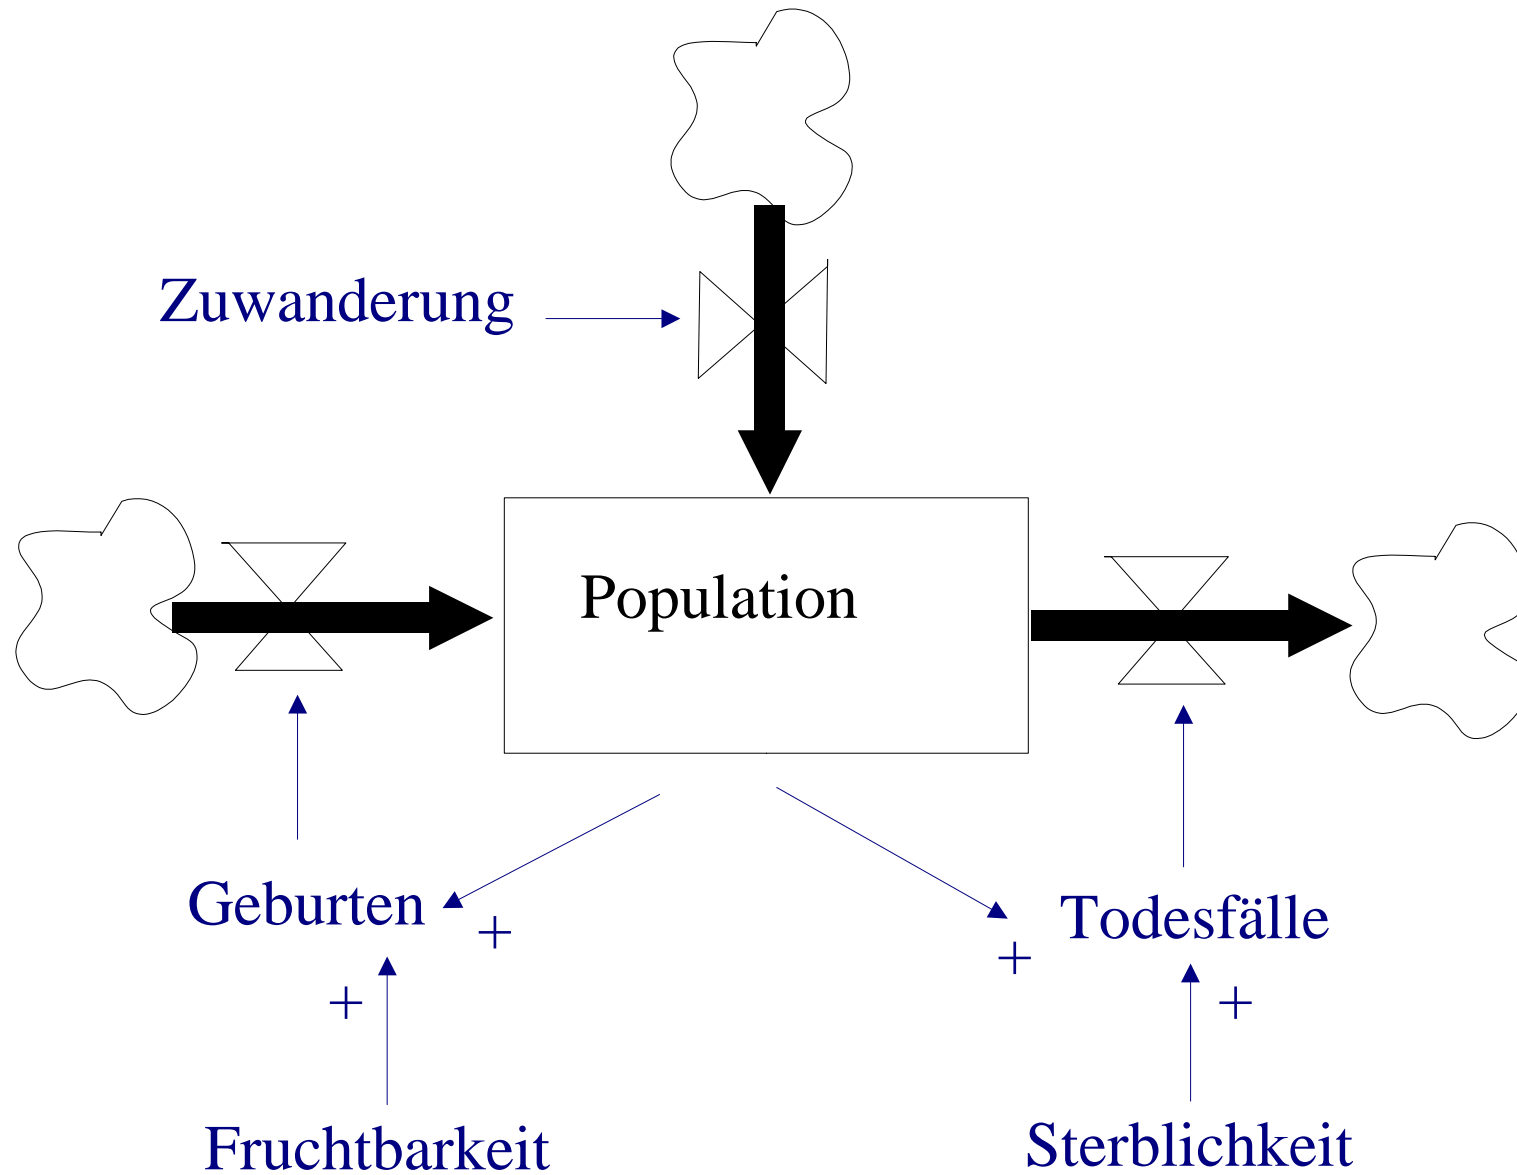 Zuwanderung
Population
Geburten
+
+
Todesfälle
+
+
Fruchtbarkeit
Sterblichkeit